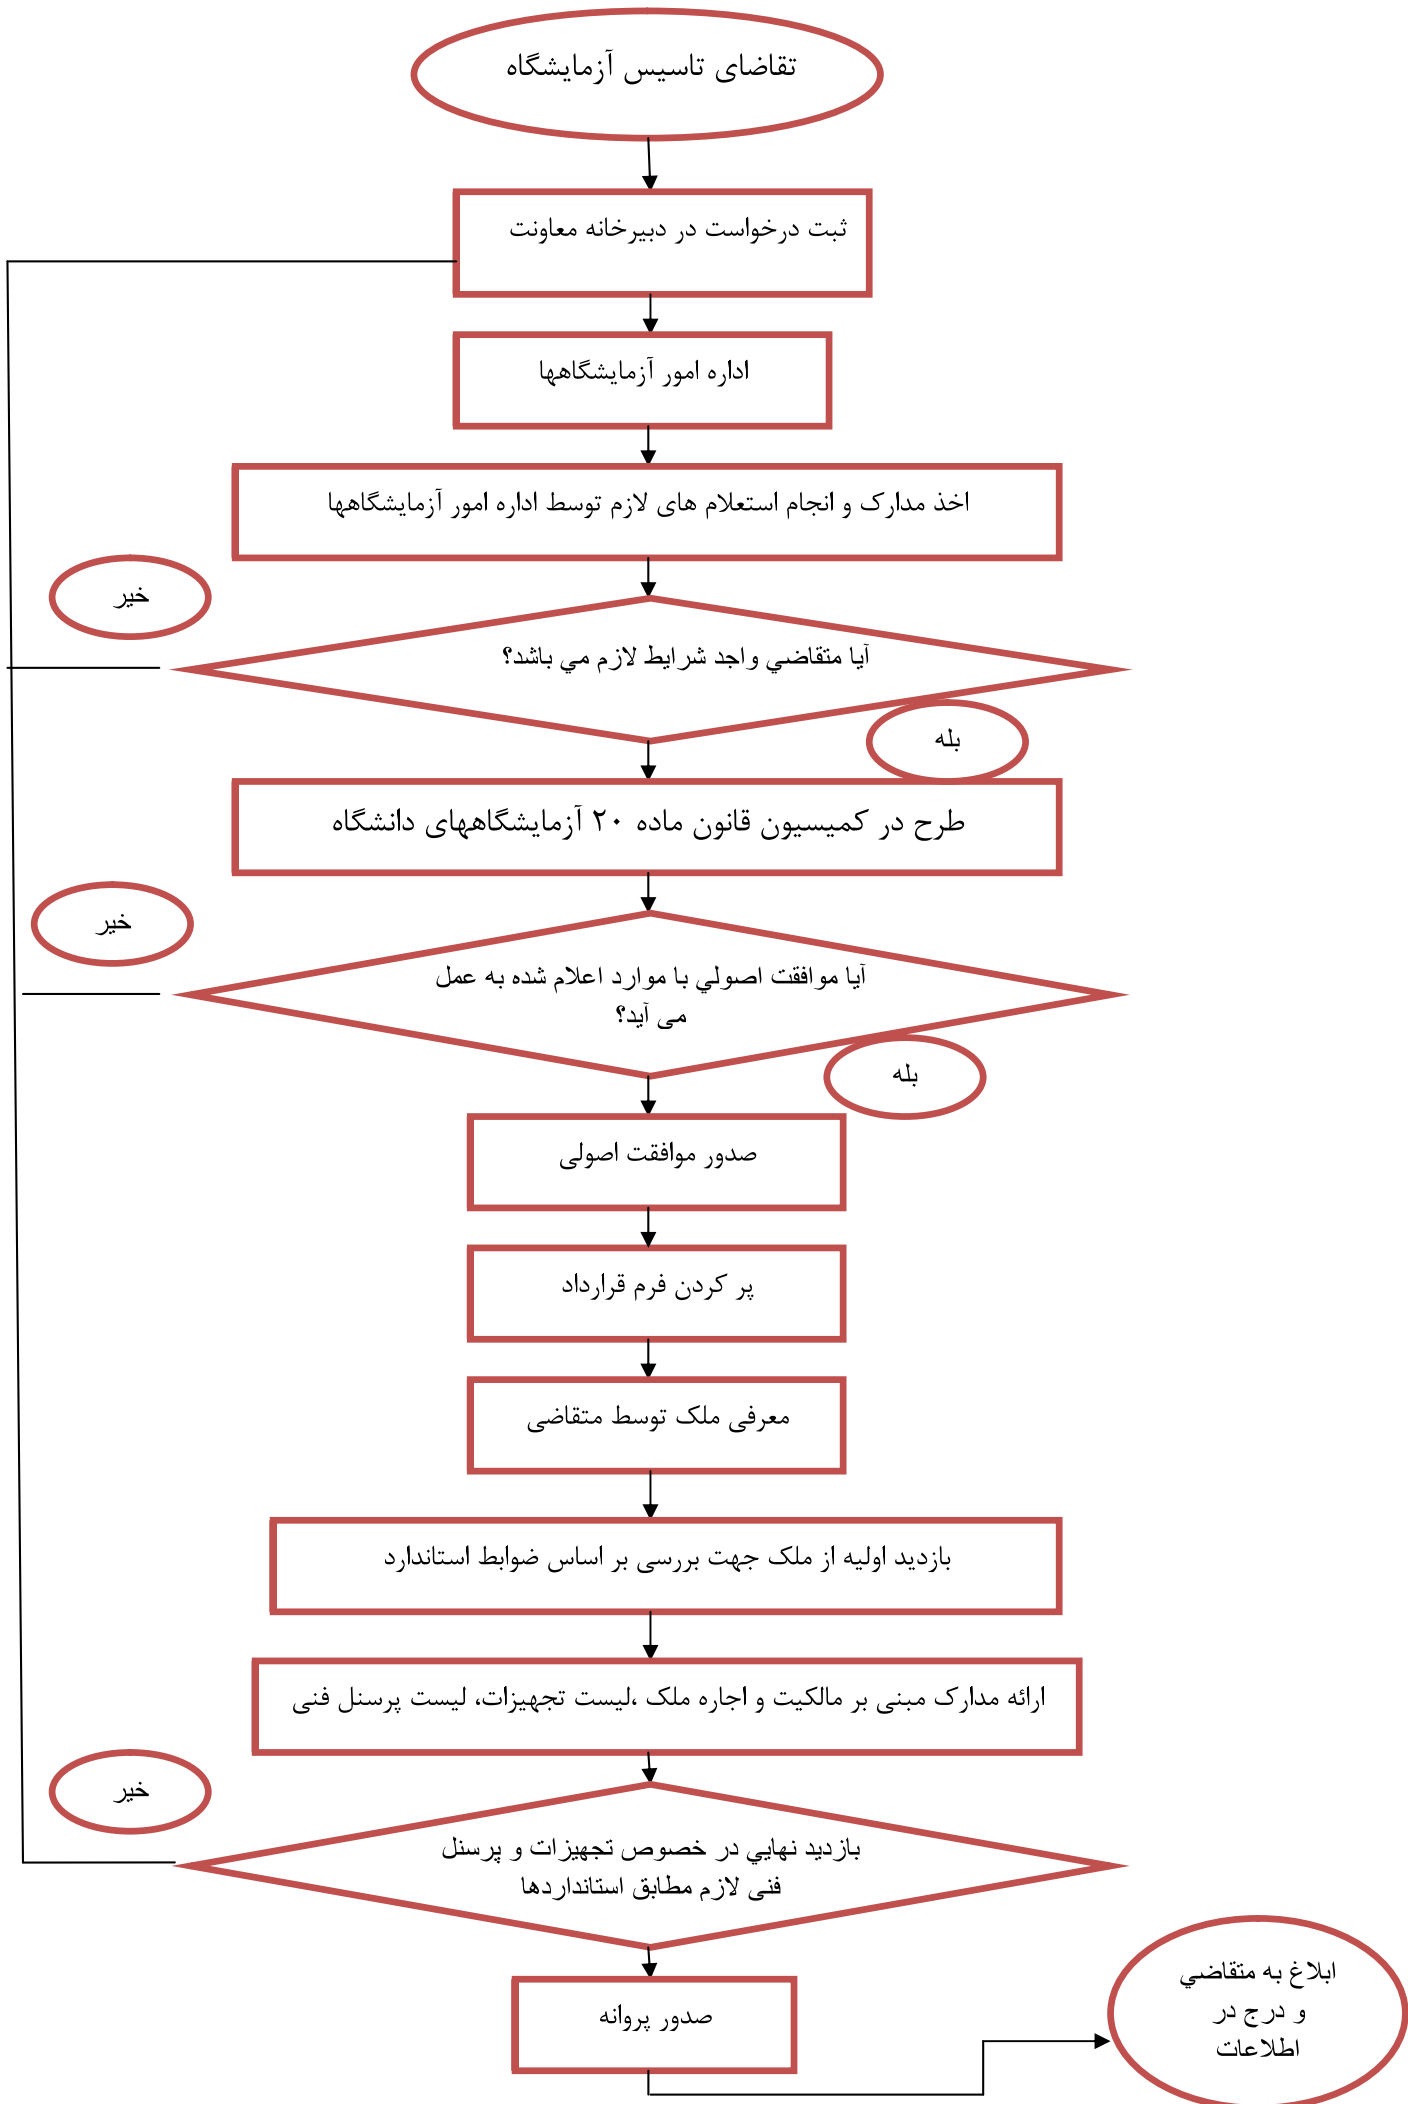 تقاضای تاسیس آزمایشگاه
ثبت درخواست در دبیرخانه معاونت
اداره امور آزمایشگاهها
اخذ مدارک و انجام استعلام های لازم توسط اداره امور آزمایشگاهها
خیر
آیا متقاضي واجد شرایط لازم مي باشد؟
بله
طرح در کمیسیون قانون ماده ۲۰ آزمایشگاههای دانشگاه
خیر
آیا موافقت اصولي با موارد اعلام شده به عمل
می آید؟
بله
صدور موافقت اصولی
پر کردن فرم قرارداد
معرفی ملک توسط متقاضی
بازدید اولیه از ملک جهت بررسی بر اساس ضوابط استاندارد
ارائه مدارک مبنی بر مالکیت و اجاره ملک ،لیست تجهیزات، لیست پرسنل فنی
خیر
بازدید نهایي در خصوص تجهیزات و پرسنل
فنی لازم مطابق استانداردها
صدور پروانه
ابلاغ به متقاضي
و درج در
اطلاعات